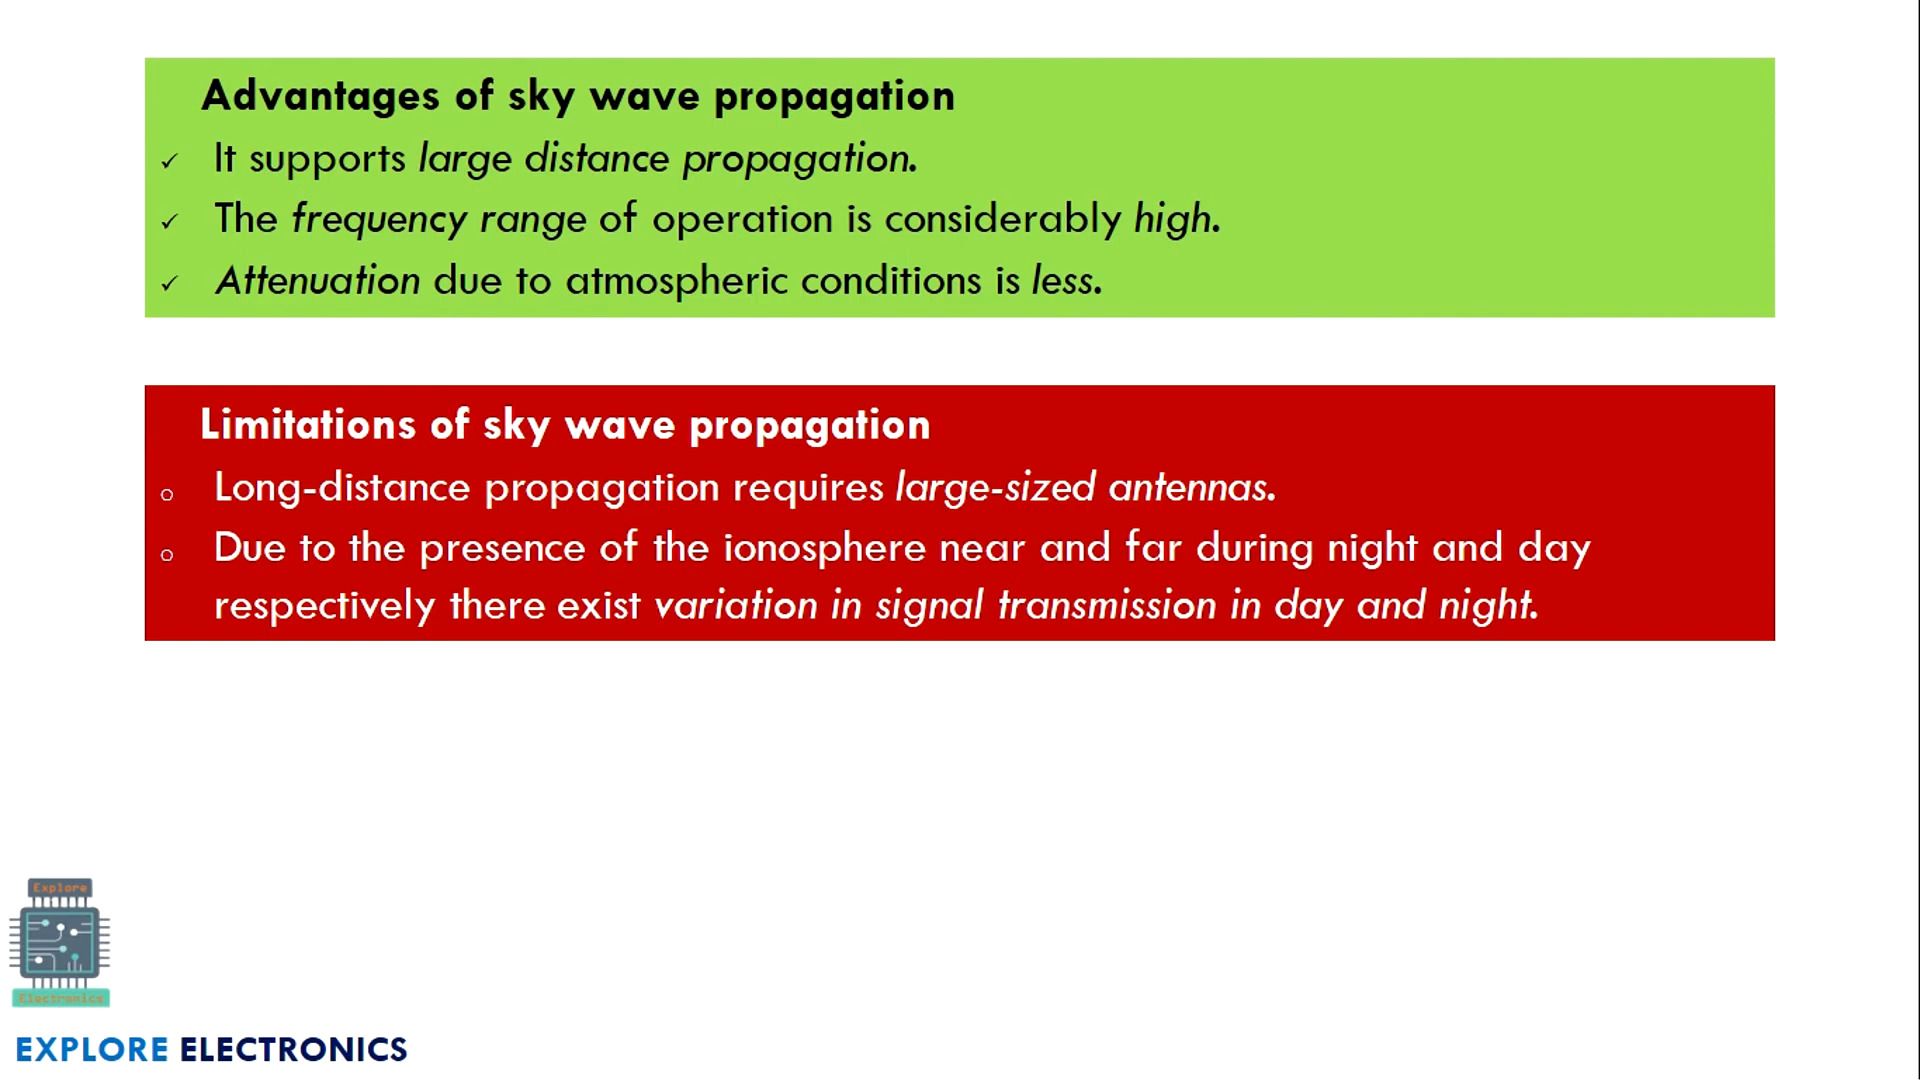 Advantages of sky wave propagation
✓ It supports large distance propagation.
✓ The frequency range of operation is considerably high.
✓ Attenuation due to atmospheric conditions is less.
Limitations of sky wave propagation
o Long-distance propagation requires large-sized antennas.
o Due to the presence of the ionosphere near and far during night and day
respectively there exist variation in signal transmission in day and night.
Explore
Electronics
EXPLORE ELECTRONICS